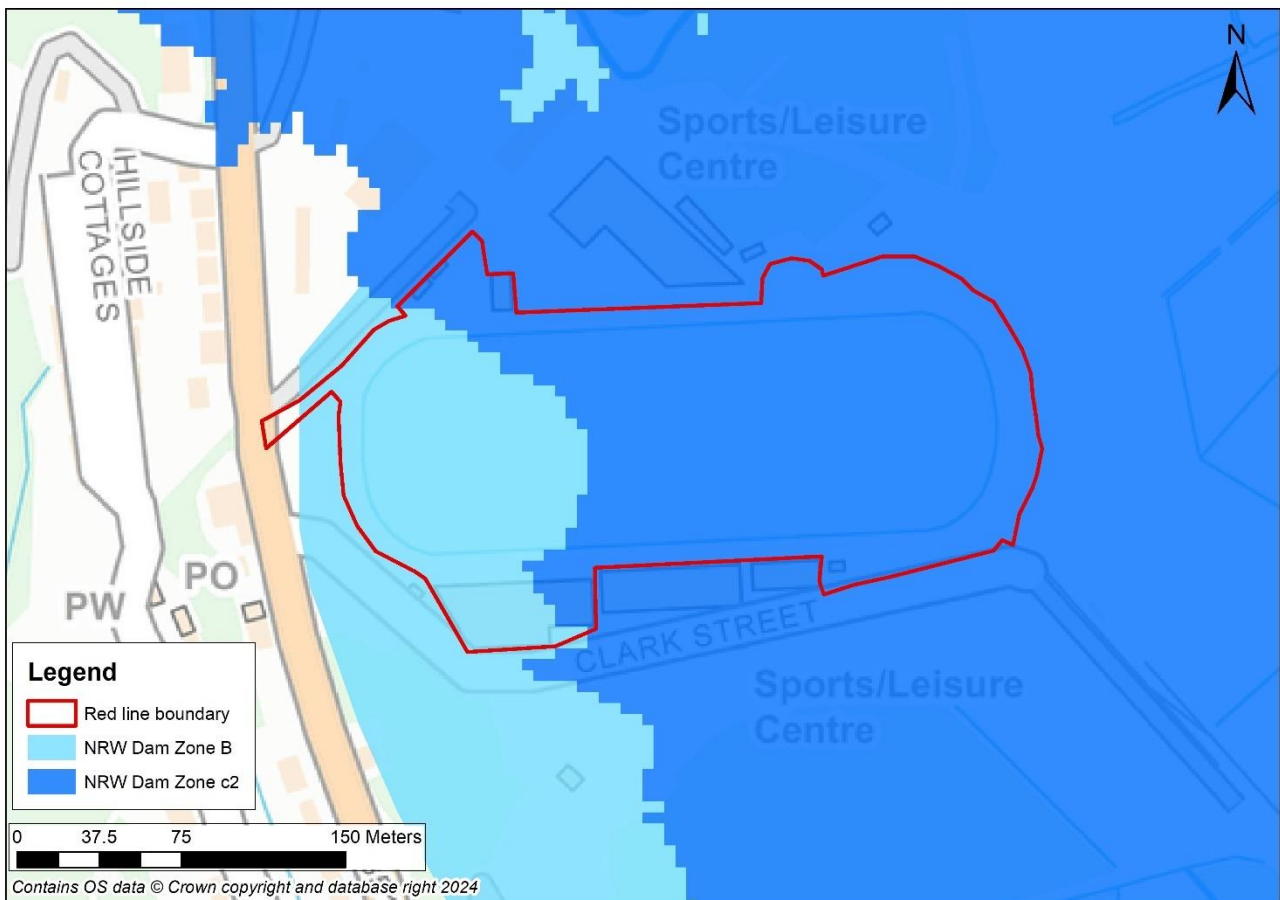 N
Sports/Leisure
Centre
HILLSIDE
COTTAGES
PO
PW
CLARK STREET
Sports/Leisure
Centre
Legend
Red line boundary
NRW Dam Zone B
NRW Dam Zone c2
0 37.5 75 150 Meters
Contains OS data © Crown copyright and database right 2024